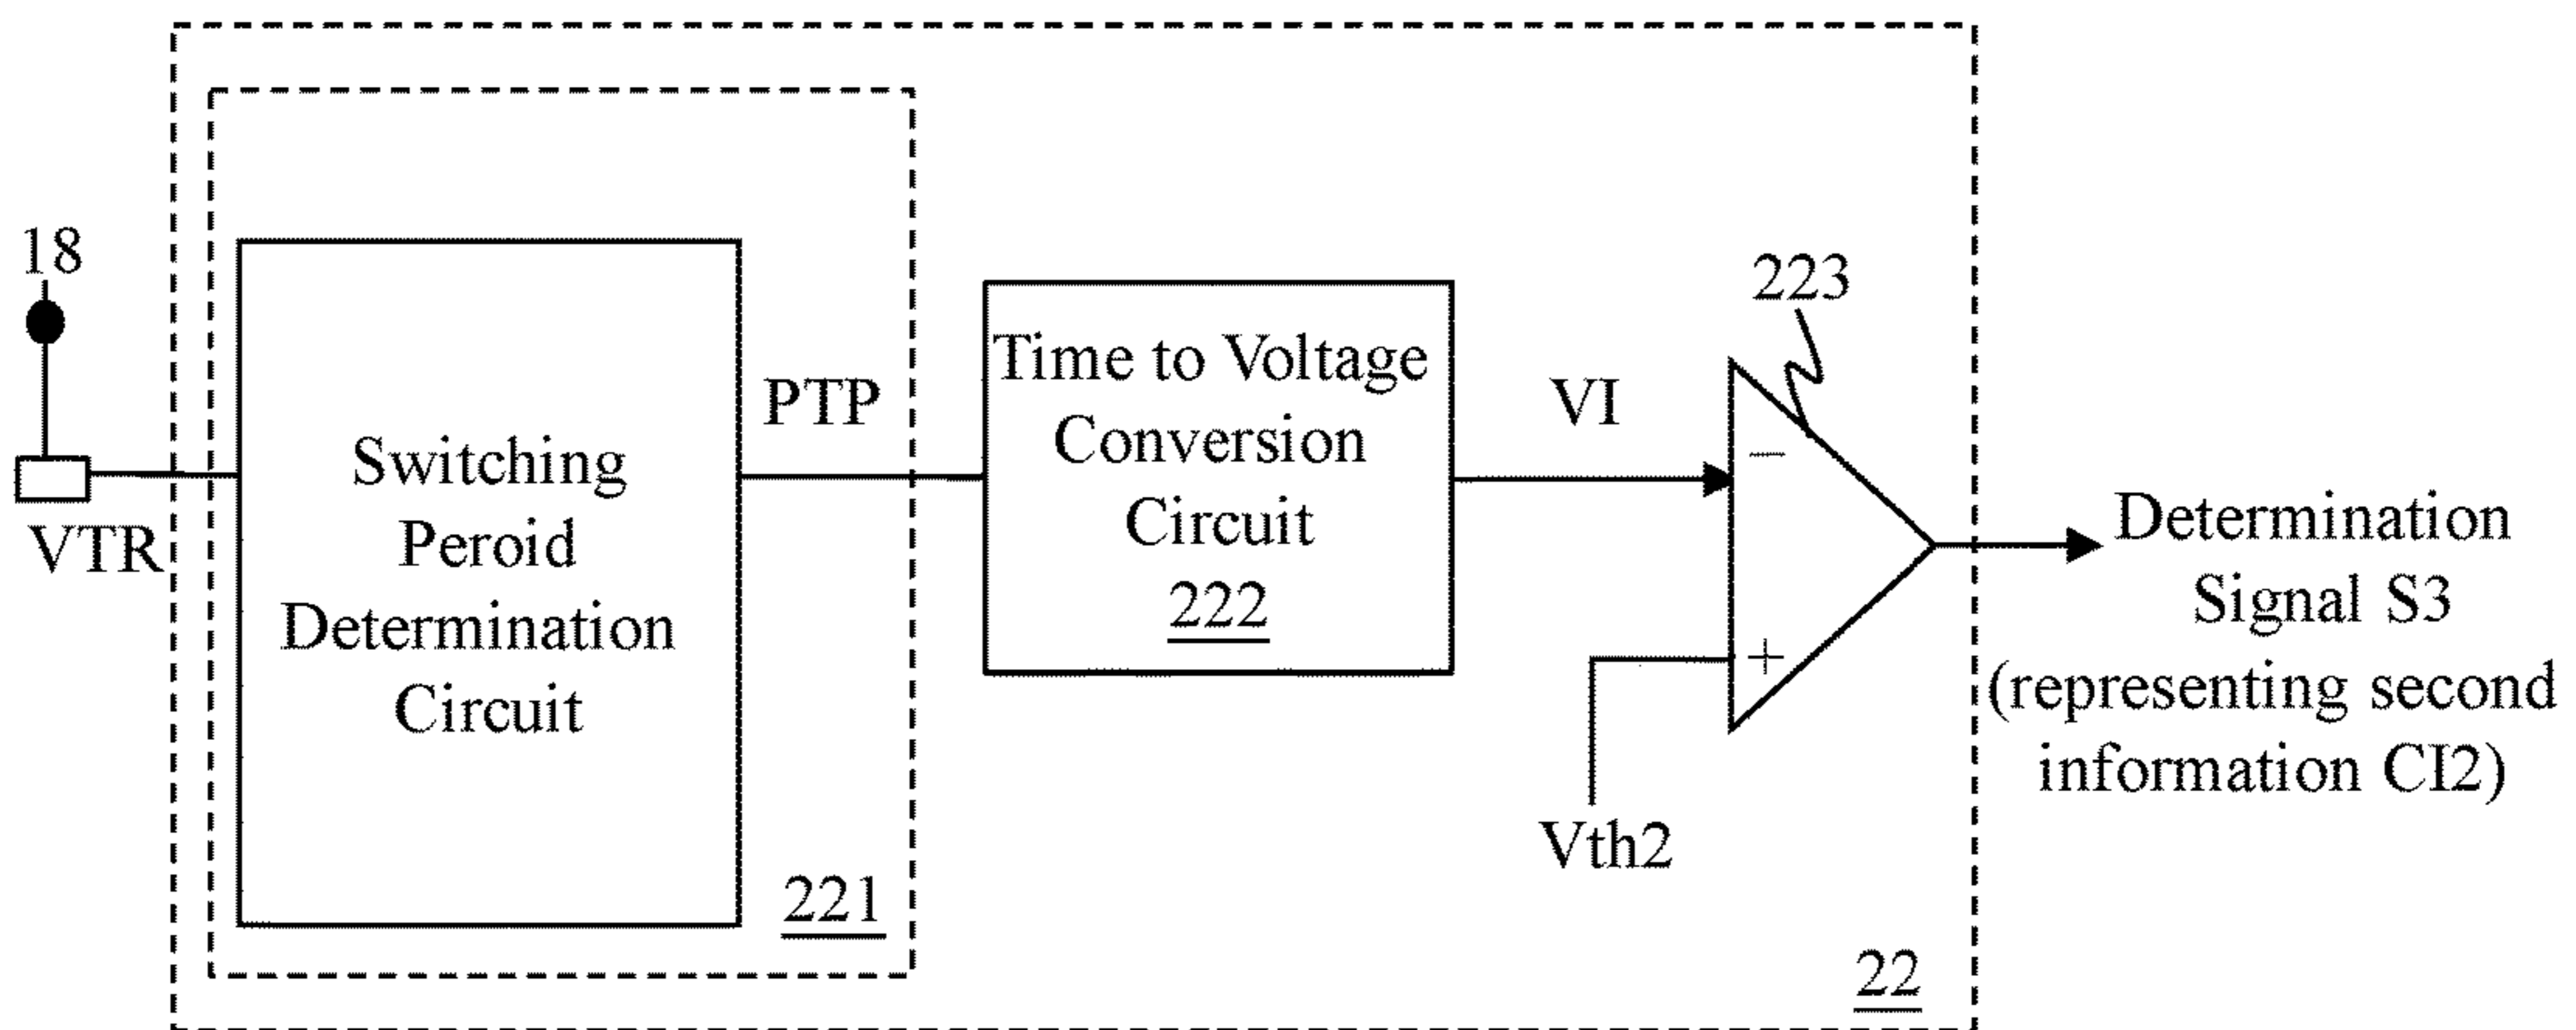 18
VTR
Switching
Peroid
Determination
Circuit
221
PTP
Time to Voltage
Conversion
Circuit
222
VI
223
−
+
Vth2
22
Determination
Signal S3
(representing second
information CI2)